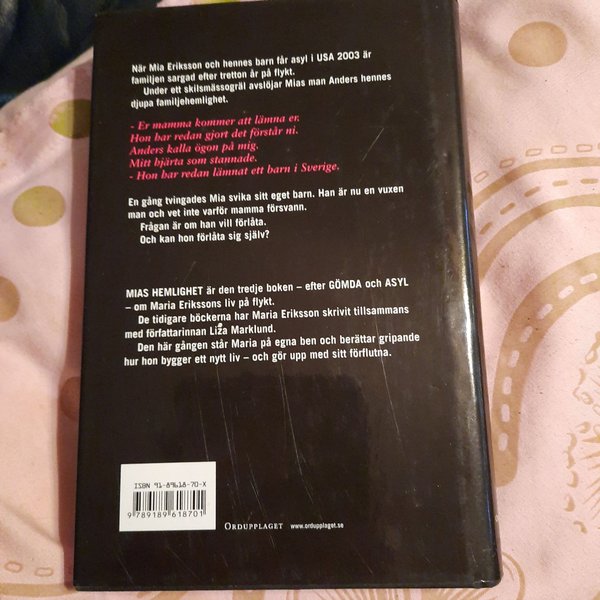 När Mia Eriksson och hennes barn får asyl i USA 2003 är
familjen sargad efter tretton år på flykt.
Under ett skilsmässogräl avslöjar Mias man Anders hennes
djupa familjehemlighet.
- Er mamma kommer att lämna er.
Hon har redan gjort det förstår ni.
Anders kalla ögon på mig.
Mitt hjärta som stannade.
- Hon har redan lämnat ett barn i Sverige.
En gång tvingades Mia svika sitt eget barn. Han är nu en vuxen
man och vet inte varför mamma försvann.
Frågan är om han vill förlåta.
Och kan hon förlåta sig själv?
MIAS HEMLIGHET är den tredje boken – efter GÖMDA och ASYL
– om Maria Erikssons liv på flykt.
De tidigare böckerna har Maria Eriksson skrivit tillsammans
med författarinnan Liza Marklund.
Den här gången står Maria på egna ben och berättar gripande
hur hon bygger ett nytt liv – och gör upp med sitt förflutna.
ISBN 91-89618-70-X
9 789189 618701
ORDUPPLAGET www.ordupplaget.se